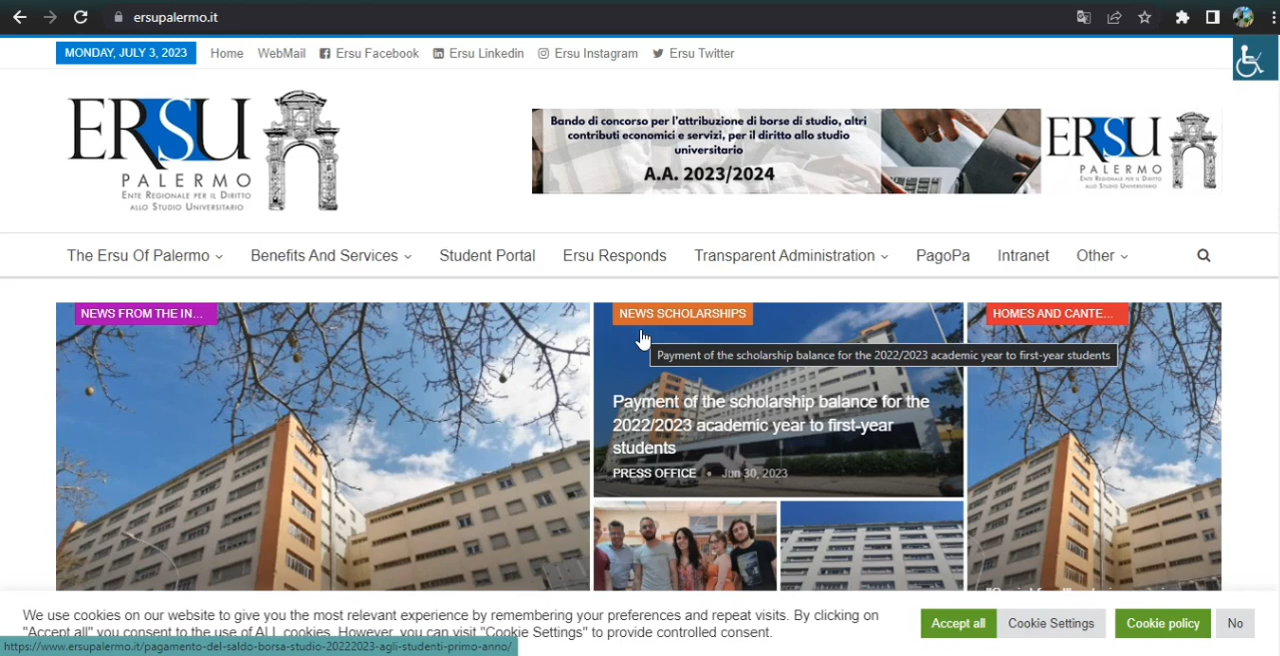 ersupalermo.it
MONDAY, JULY 3, 2023 Home WebMail Ersu Facebook Ersu Linkedin Ersu Instagram Ersu Twitter
ERSU
PALERMO
ENTE REGIONALE PER IL DIRITTO
ALLO STUDIO UNIVERSITARIO
Bando di concorso per l'attribuzione di borse di studio, altri
contributi economici e servizi, per il diritto allo studio
universitario
A.A. 2023/2024
ERSU
PALERMO
ENTE REGIONALE PER IL DIRITTO
ALLO STUDIO UNIVERSITARIO
The Ersu Of Palermo Benefits And Services Student Portal Ersu Responds Transparent Administration PagoPa Intranet Other
NEWS FROM THE IN...
NEWS SCHOLARSHIPS
HOMES AND CANTE...
Payment of the scholarship balance for the 2022/2023 academic year to first-year students
Payment of the scholarship balance for the
2022/2023 academic year to first-year
students
PRESS OFFICE • Jun 30, 2023
We use cookies on our website to give you the most relevant experience by remembering your preferences and repeat visits. By clicking on
"Accept all" you consent to the use of ALL cookies. However, you can visit "Cookie Settings" to provide controlled consent.
Accept all Cookie Settings Cookie policy No
https://www.ersupalermo.it/pagamento-del-saldo-borsa-studio-20222023-agli-studenti-primo-anno/